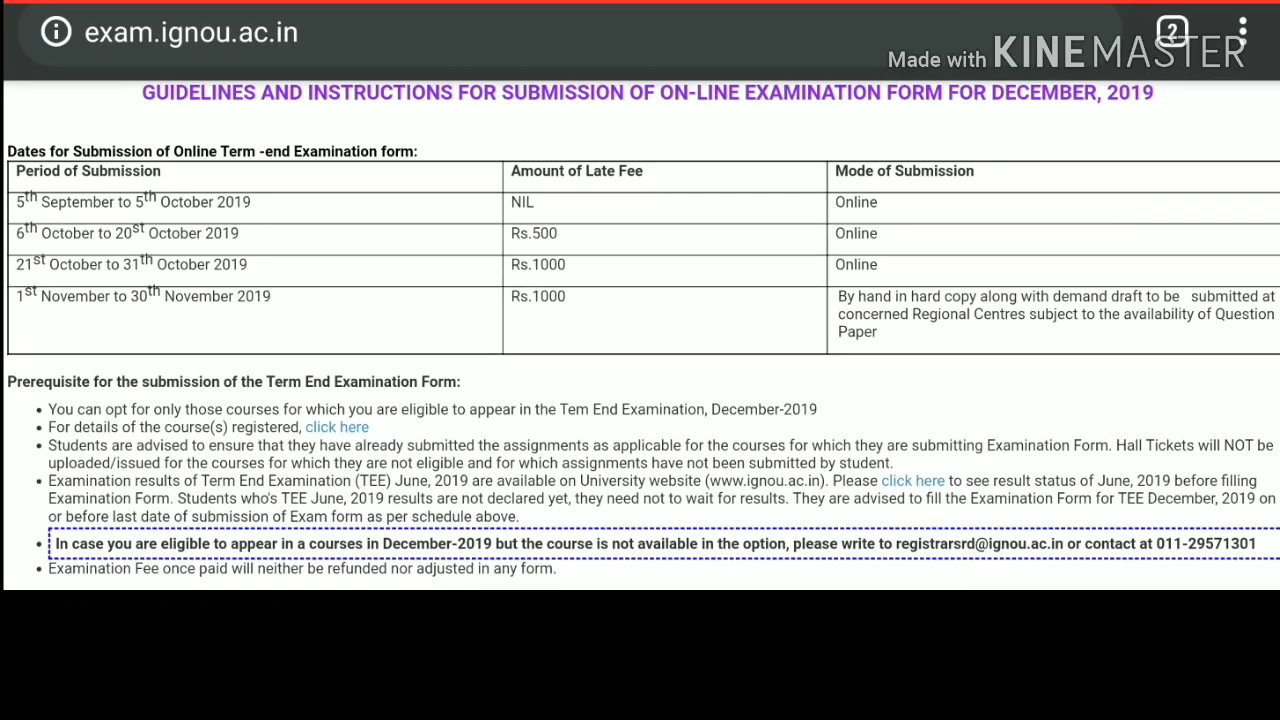 exam.ignou.ac.in
2
Made with KINEMASTER
GUIDELINES AND INSTRUCTIONS FOR SUBMISSION OF ON-LINE EXAMINATION FORM FOR DECEMBER, 2019
Dates for Submission of Online Term -end Examination form:
Period of Submission Amount of Late Fee Mode of Submission
5th September to 5th October 2019 NIL Online
6th October to 20st October 2019 Rs.500 Online
21st October to 31th October 2019 Rs.1000 Online
1st November to 30th November 2019 Rs.1000 By hand in hard copy along with demand draft to be submitted at
concerned Regional Centres subject to the availability of Question
Paper
Prerequisite for the submission of the Term End Examination Form:
• You can opt for only those courses for which you are eligible to appear in the Tem End Examination, December-2019
• For details of the course(s) registered, click here
• Students are advised to ensure that they have already submitted the assignments as applicable for the courses for which they are submitting Examination Form. Hall Tickets will NOT be
uploaded/issued for the courses for which they are not eligible and for which assignments have not been submitted by student.
• Examination results of Term End Examination (TEE) June, 2019 are available on University website (www.ignou.ac.in). Please click here to see result status of June, 2019 before filling
Examination Form. Students who's TEE June, 2019 results are not declared yet, they need not to wait for results. They are advised to fill the Examination Form for TEE December, 2019 on
or before last date of submission of Exam form as per schedule above.
• In case you are eligible to appear in a courses in December-2019 but the course is not available in the option, please write to registrarsrd@ignou.ac.in or contact at 011-29571301
• Examination Fee once paid will neither be refunded nor adjusted in any form.